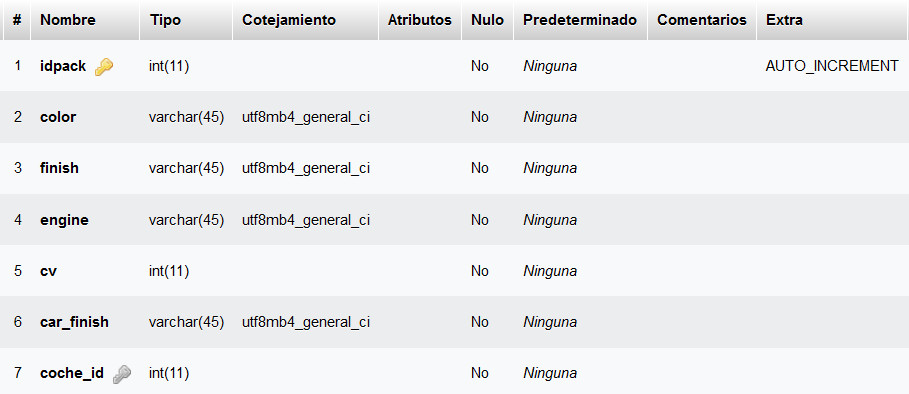 # Nombre Tipo Cotejamiento Atributos Nulo Predeterminado Comentarios Extra
1 idpack int(11) No Ninguna AUTO_INCREMENT
2 color varchar(45) utf8mb4_general_ci No Ninguna
3 finish varchar(45) utf8mb4_general_ci No Ninguna
4 engine varchar(45) utf8mb4_general_ci No Ninguna
5 cv int(11) No Ninguna
6 car_finish varchar(45) utf8mb4_general_ci No Ninguna
7 coche_id int(11) No Ninguna